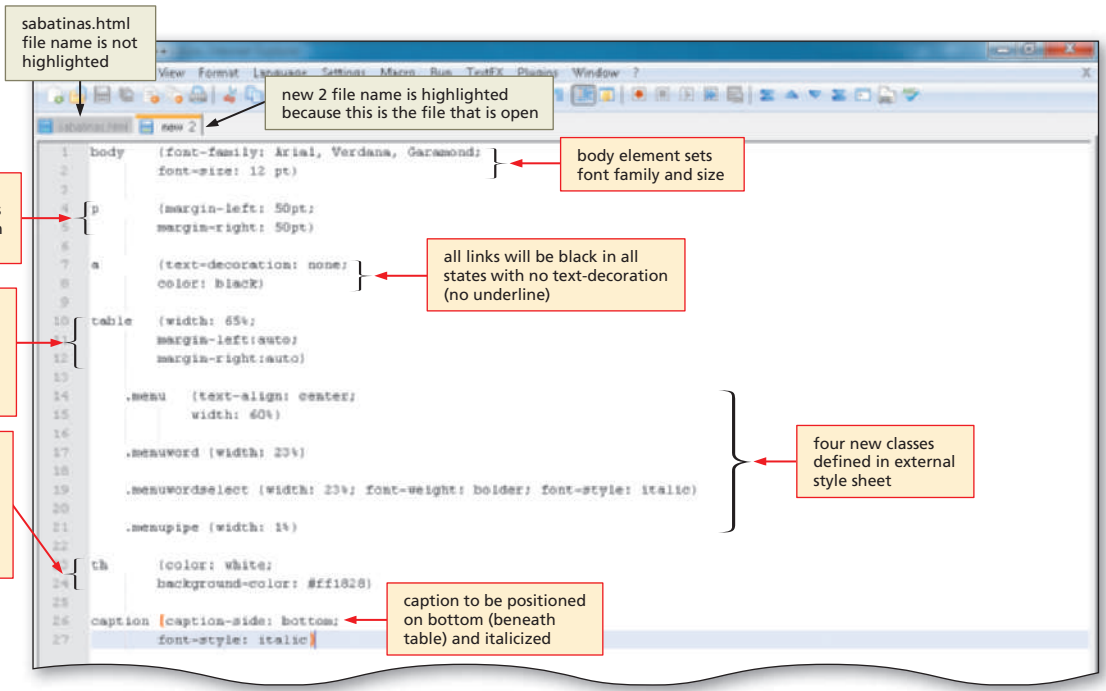 sabatinas.html
file name is not
highlighted
View Format Language Settings Macro Run TextFX Plugins Window ?
X
new 2 file name is highlighted
because this is the file that is open
sabatinas.html new 2
1 body {font-family: Arial, Verdana, Garamond;
2 font-size: 12 pt}
body element sets
font family and size
3
4 p {margin-left: 50pt;
5 margin-right: 50pt}
6
7 a {text-decoration: none;
8 color: black}
all links will be black in all
states with no text-decoration
(no underline)
9
10 table {width: 65%;
11 margin-left:auto;
12 margin-right:auto}
13
14 .menu {text-align: center;
15 width: 60%}
16
17 .menuword {width: 23%}
18
19 .menuwordselect {width: 23%; font-weight: bolder; font-style: italic}
20
21 .menupipe {width: 1%}
four new classes
defined in external
style sheet
22
23 th {color: white;
24 background-color: #ff1828}
25
26 caption {caption-side: bottom;
27 font-style: italic}
caption to be positioned
on bottom (beneath
table) and italicized